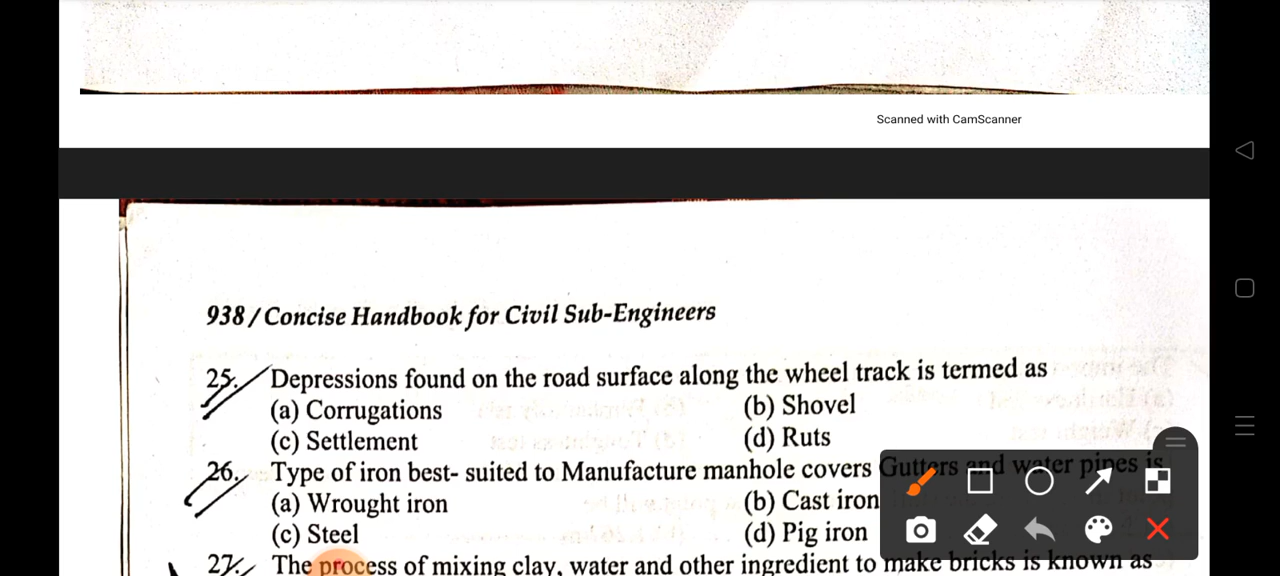 Scanned with CamScanner
938 / Concise Handbook for Civil Sub-Engineers
25. Depressions found on the road surface along the wheel track is termed as
(a) Corrugations (b) Shovel
(c) Settlement (d) Ruts
26. Type of iron best- suited to Manufacture manhole covers Gutters and water pipes is
(a) Wrought iron (b) Cast iron
(c) Steel (d) Pig iron
27. The process of mixing clay, water and other ingredient to make bricks is known as